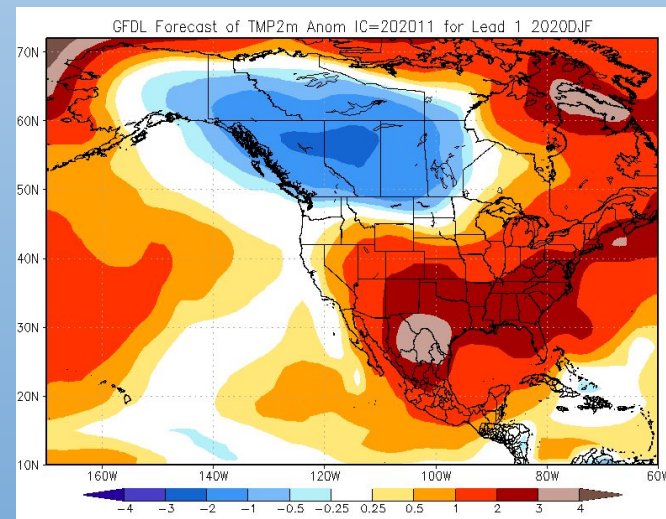 GFDL Forecast of TMP2m Anom IC=202011 for Lead 1 2020DJF
70N
60N
50N
40N
30N
20N
10N
160W 140W 120W 100W 80W 60W
-4 -3 -2 -1 -0.5 -0.25 0.25 0.5 1 2 3 4